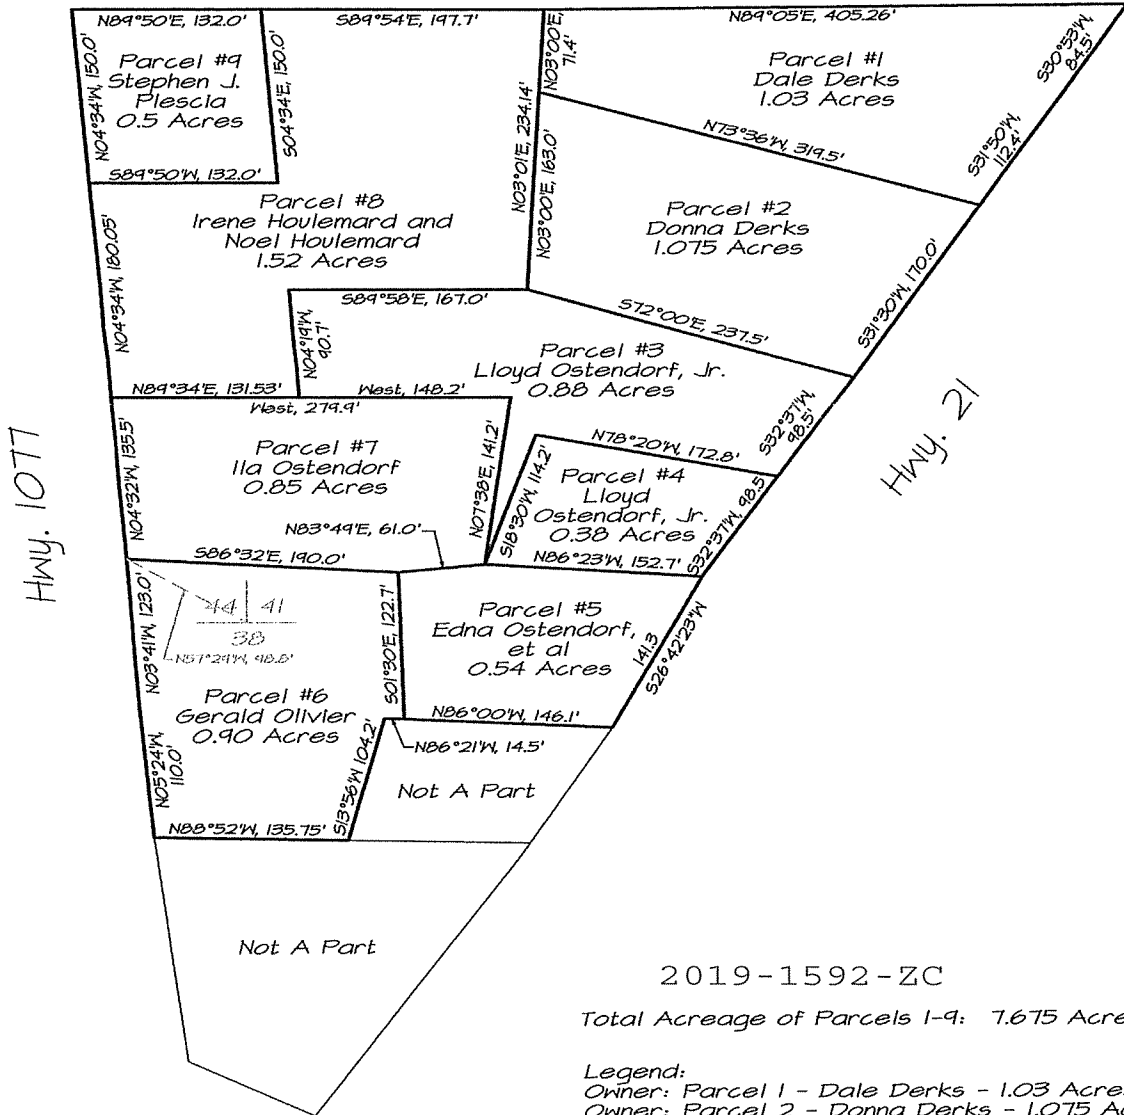 N89°50'E, 132.0'
S89°54'E, 197.7'
N89°05'E, 405.26'
N04°34'W, 150.0'
Parcel #9
Stephen J.
Plescia
0.5 Acres
S04°34'E, 150.0'
S89°50'W, 132.0'
N03°00'E,
71.4'
Parcel #1
Dale Derks
1.03 Acres
S30°53'W,
84.5'
S31°50'W,
112.4'
N73°36'W, 319.5'
N03°01'E, 234.14'
N03°00'E, 163.0'
Parcel #8
Irene Houlemard and
Noel Houlemard
1.52 Acres
N04°34'W, 180.05'
Parcel #2
Donna Derks
1.075 Acres
S31°30'W, 170.0'
S89°58'E, 167.0'
S72°00'E, 237.5'
N04°19'W,
90.7'
Parcel #3
Lloyd Ostendorf, Jr.
0.88 Acres
N89°34'E, 131.53'
West, 148.2'
West, 279.9'
S32°37'W,
98.5'
Hwy. 1077
Hwy. 21
N04°32'W, 135.5'
Parcel #7
Ila Ostendorf
0.85 Acres
N07°38'E, 141.2'
S18°30'W, 114.2'
N78°20'W, 172.8'
Parcel #4
Lloyd
Ostendorf, Jr.
0.38 Acres
S32°37'W, 98.5
N83°49'E, 61.0'
S86°32'E, 190.0'
N86°23'W, 152.7'
N03°41'W, 123.0'
44 41
38
N57°29'W, 98.8'
S01°30'E, 122.7'
Parcel #5
Edna Ostendorf,
et al
0.54 Acres
141.3
S26°42'23"W
Parcel #6
Gerald Olivier
0.90 Acres
N86°00'W, 146.1'
N86°21'W, 14.5'
N05°24'W,
110.0'
S13°56'W 104.2'
Not A Part
N88°52'W, 135.75'
Not A Part
2019-1592-ZC
Total Acreage of Parcels 1-9: 7.675 Acre
Legend:
Owner: Parcel 1 - Dale Derks - 1.03 Acre
Owner: Parcel 2 - Donna Derks - 1.075 Ac